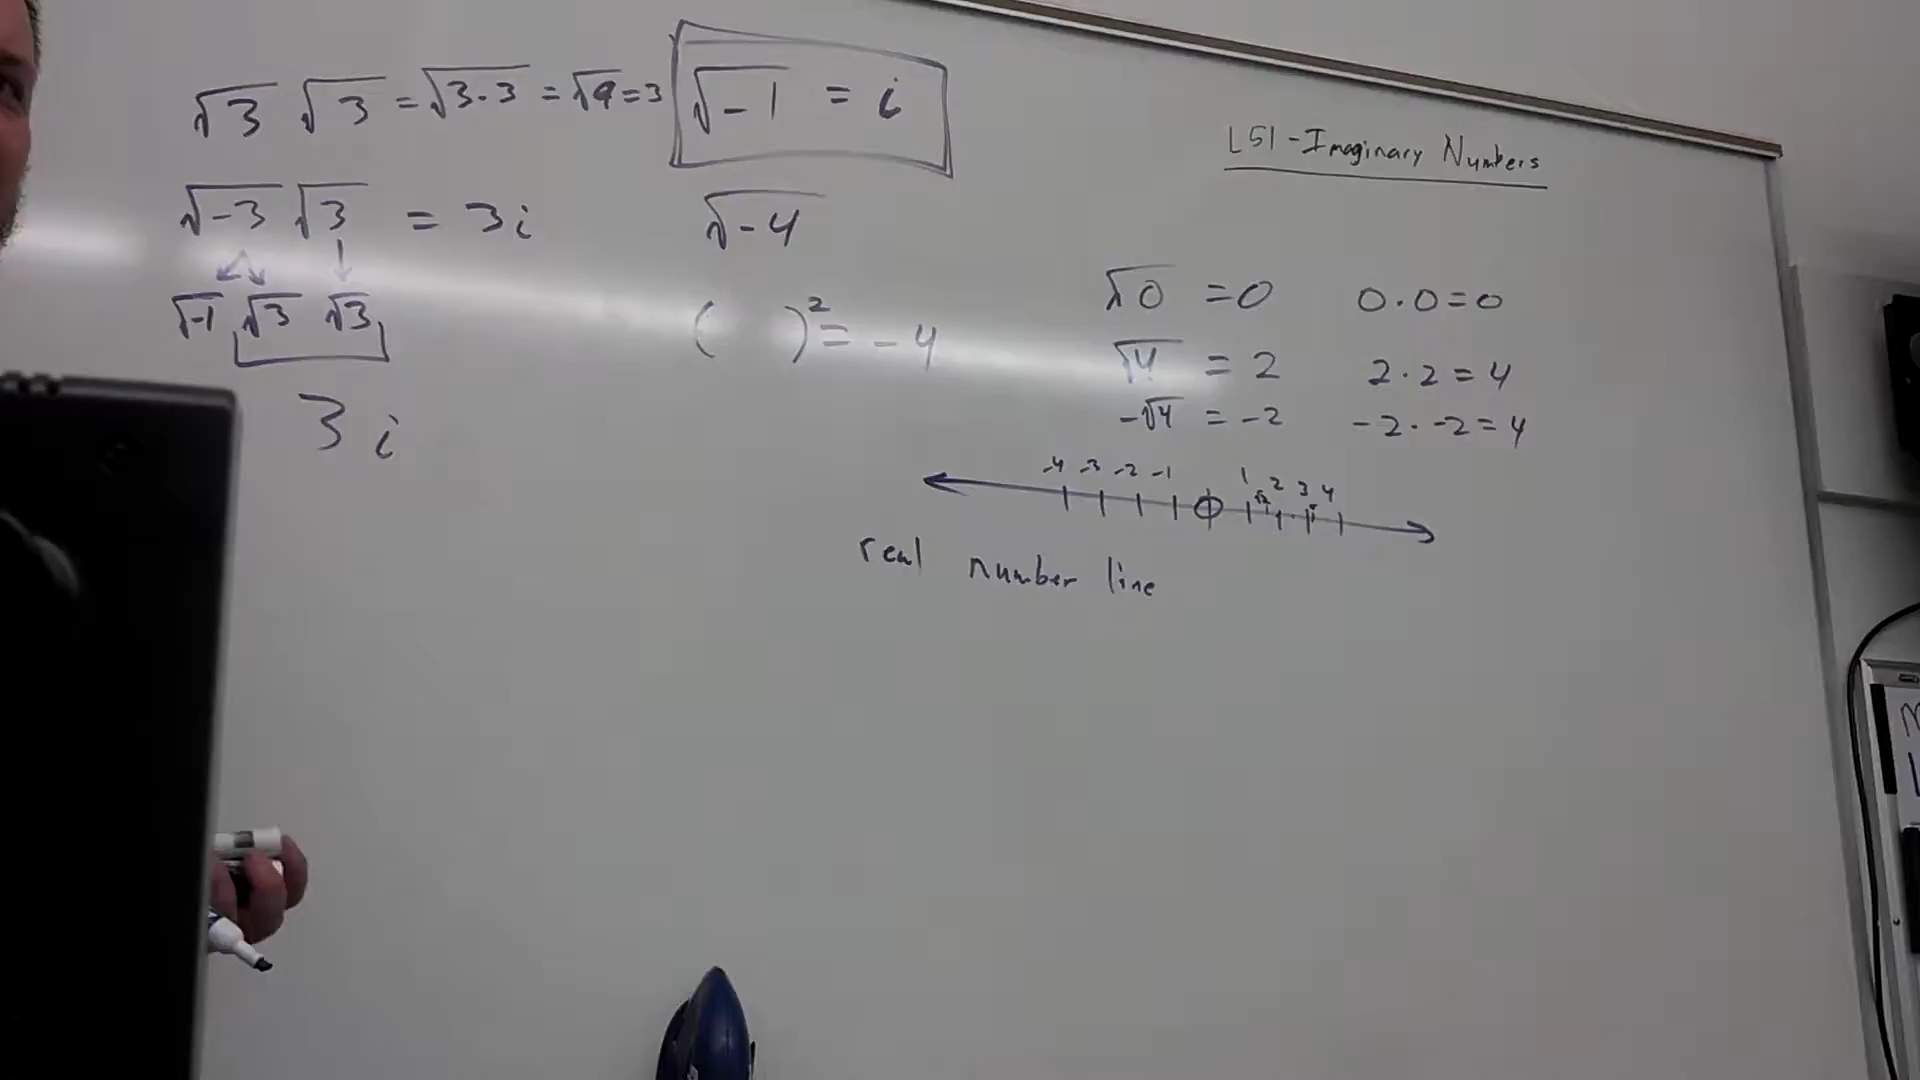 √3 √3 = √3·3 = √9 = 3
√-1 = i
L51 - Imaginary Numbers
√-3 √3 = 3i
√-4
√-1 √3 √3
( )² = -4
3i
√0 = 0 0·0=0
√4 = 2 2·2=4
-√4 = -2 -2·-2=4
-4 -3 -2 -1 1 √2 2 3 4
real number line